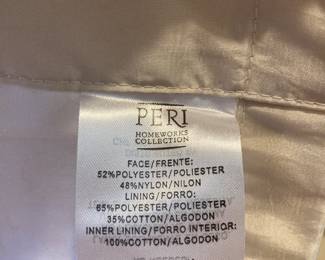 PERI
HOMEWORKS
COLLECTION
FACE/FRENTE:
52%POLYESTER/POLIESTER
48%NYLON/NILON
LINING/FORRO:
65%POLYESTER/POLIESTER
35%COTTON/ALGODON
INNER LINING/FORRO INTERIOR:
100%COTTON/ALGODON